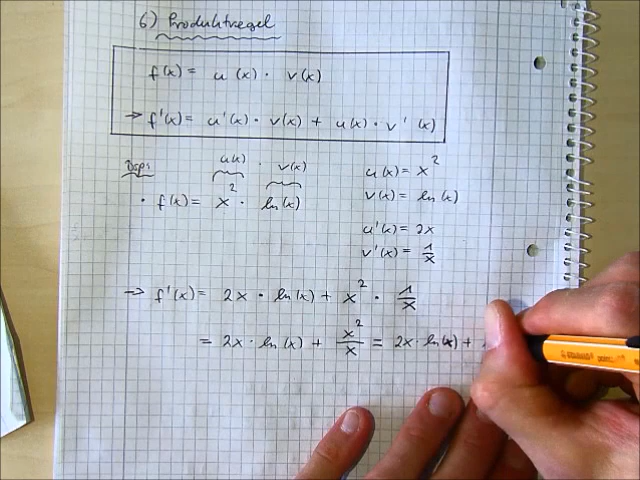 6) Produktregel
f(x) = u(x) · v(x)
→ f'(x) = u'(x) · v(x) + u(x) · v'(x)
Bsp:
u(x) · v(x)
· f(x) = x² · ln(x)
u(x) = x²
v(x) = ln(x)
u'(x) = 2x
v'(x) = 1/x
→ f'(x) = 2x · ln(x) + x² · 1/x
= 2x · ln(x) + x²/x = 2x · ln(x) +